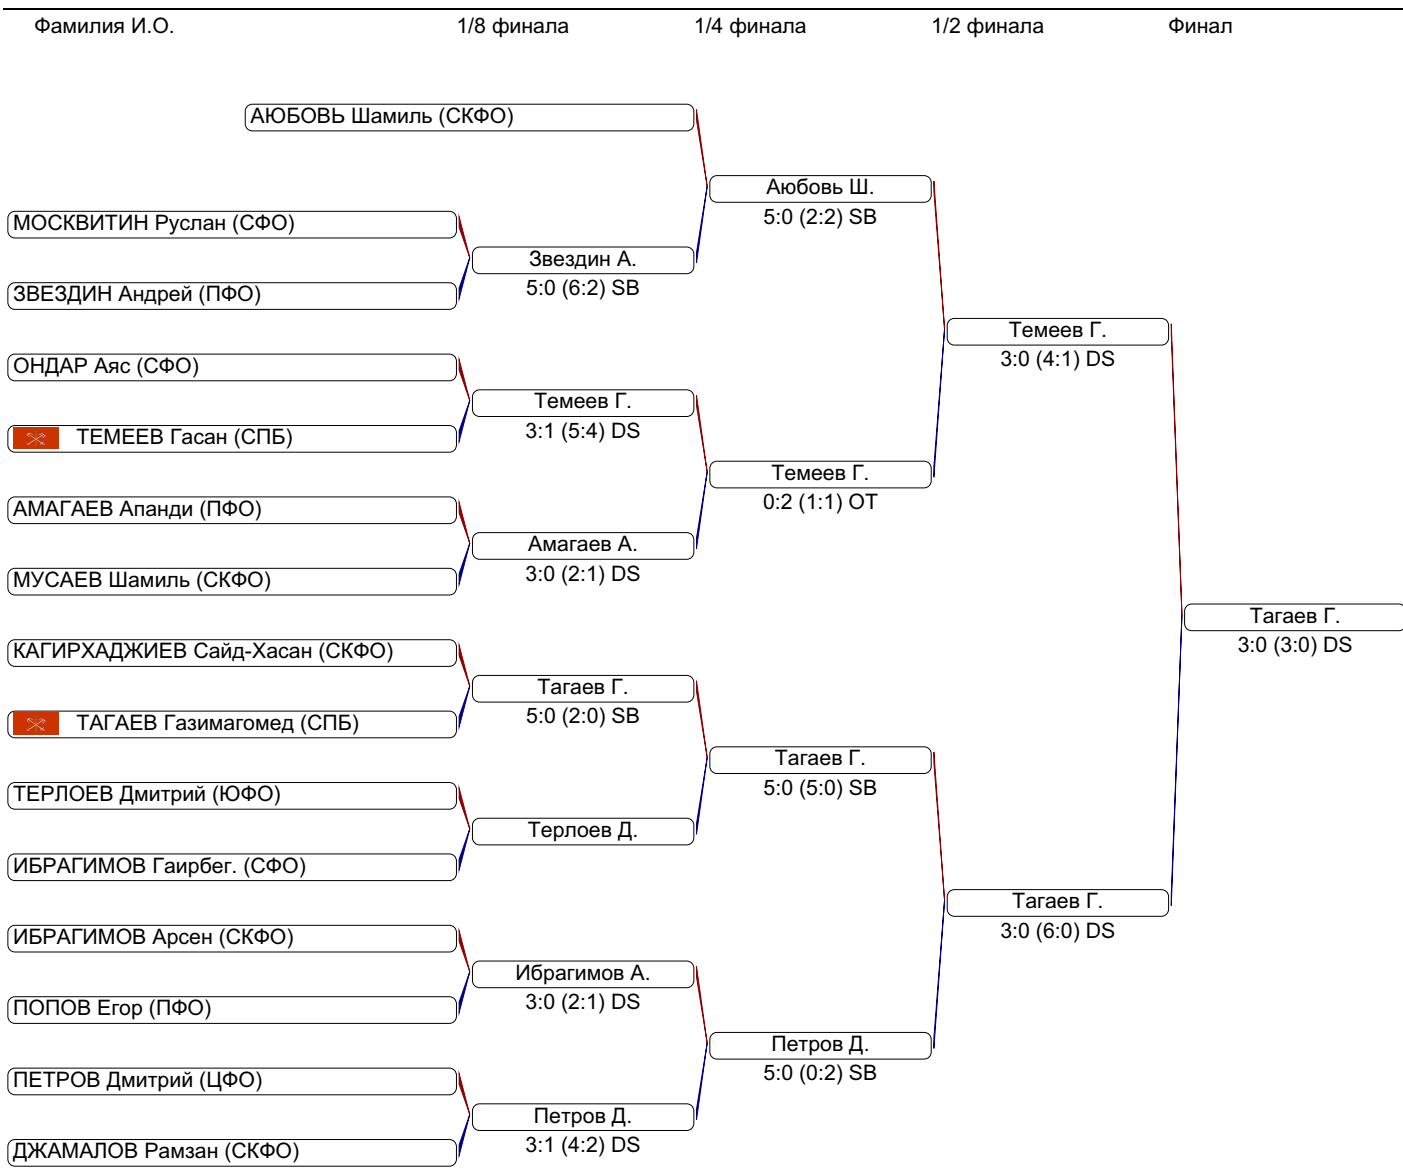 Фамилия И.О. 1/8 финала 1/4 финала 1/2 финала Финал
АЮБОВЬ Шамиль (СКФО)
Аюбовь Ш.
5:0 (2:2) SB
МОСКВИТИН Руслан (СФО)
Звездин А.
5:0 (6:2) SB
ЗВЕЗДИН Андрей (ПФО)
Темеев Г.
3:0 (4:1) DS
ОНДАР Аяс (СФО)
Темеев Г.
3:1 (5:4) DS
ТЕМЕЕВ Гасан (СПБ)
Темеев Г.
0:2 (1:1) OT
АМАГАЕВ Апанди (ПФО)
Амагаев А.
3:0 (2:1) DS
МУСАЕВ Шамиль (СКФО)
Тагаев Г.
3:0 (3:0) DS
КАГИРХАДЖИЕВ Сайд-Хасан (СКФО)
Тагаев Г.
5:0 (2:0) SB
ТАГАЕВ Газимагомед (СПБ)
Тагаев Г.
5:0 (5:0) SB
ТЕРЛОЕВ Дмитрий (ЮФО)
Терлоев Д.
ИБРАГИМОВ Гаирбег. (СФО)
Тагаев Г.
3:0 (6:0) DS
ИБРАГИМОВ Арсен (СКФО)
Ибрагимов А.
3:0 (2:1) DS
ПОПОВ Егор (ПФО)
Петров Д.
5:0 (0:2) SB
ПЕТРОВ Дмитрий (ЦФО)
Петров Д.
3:1 (4:2) DS
ДЖАМАЛОВ Рамзан (СКФО)